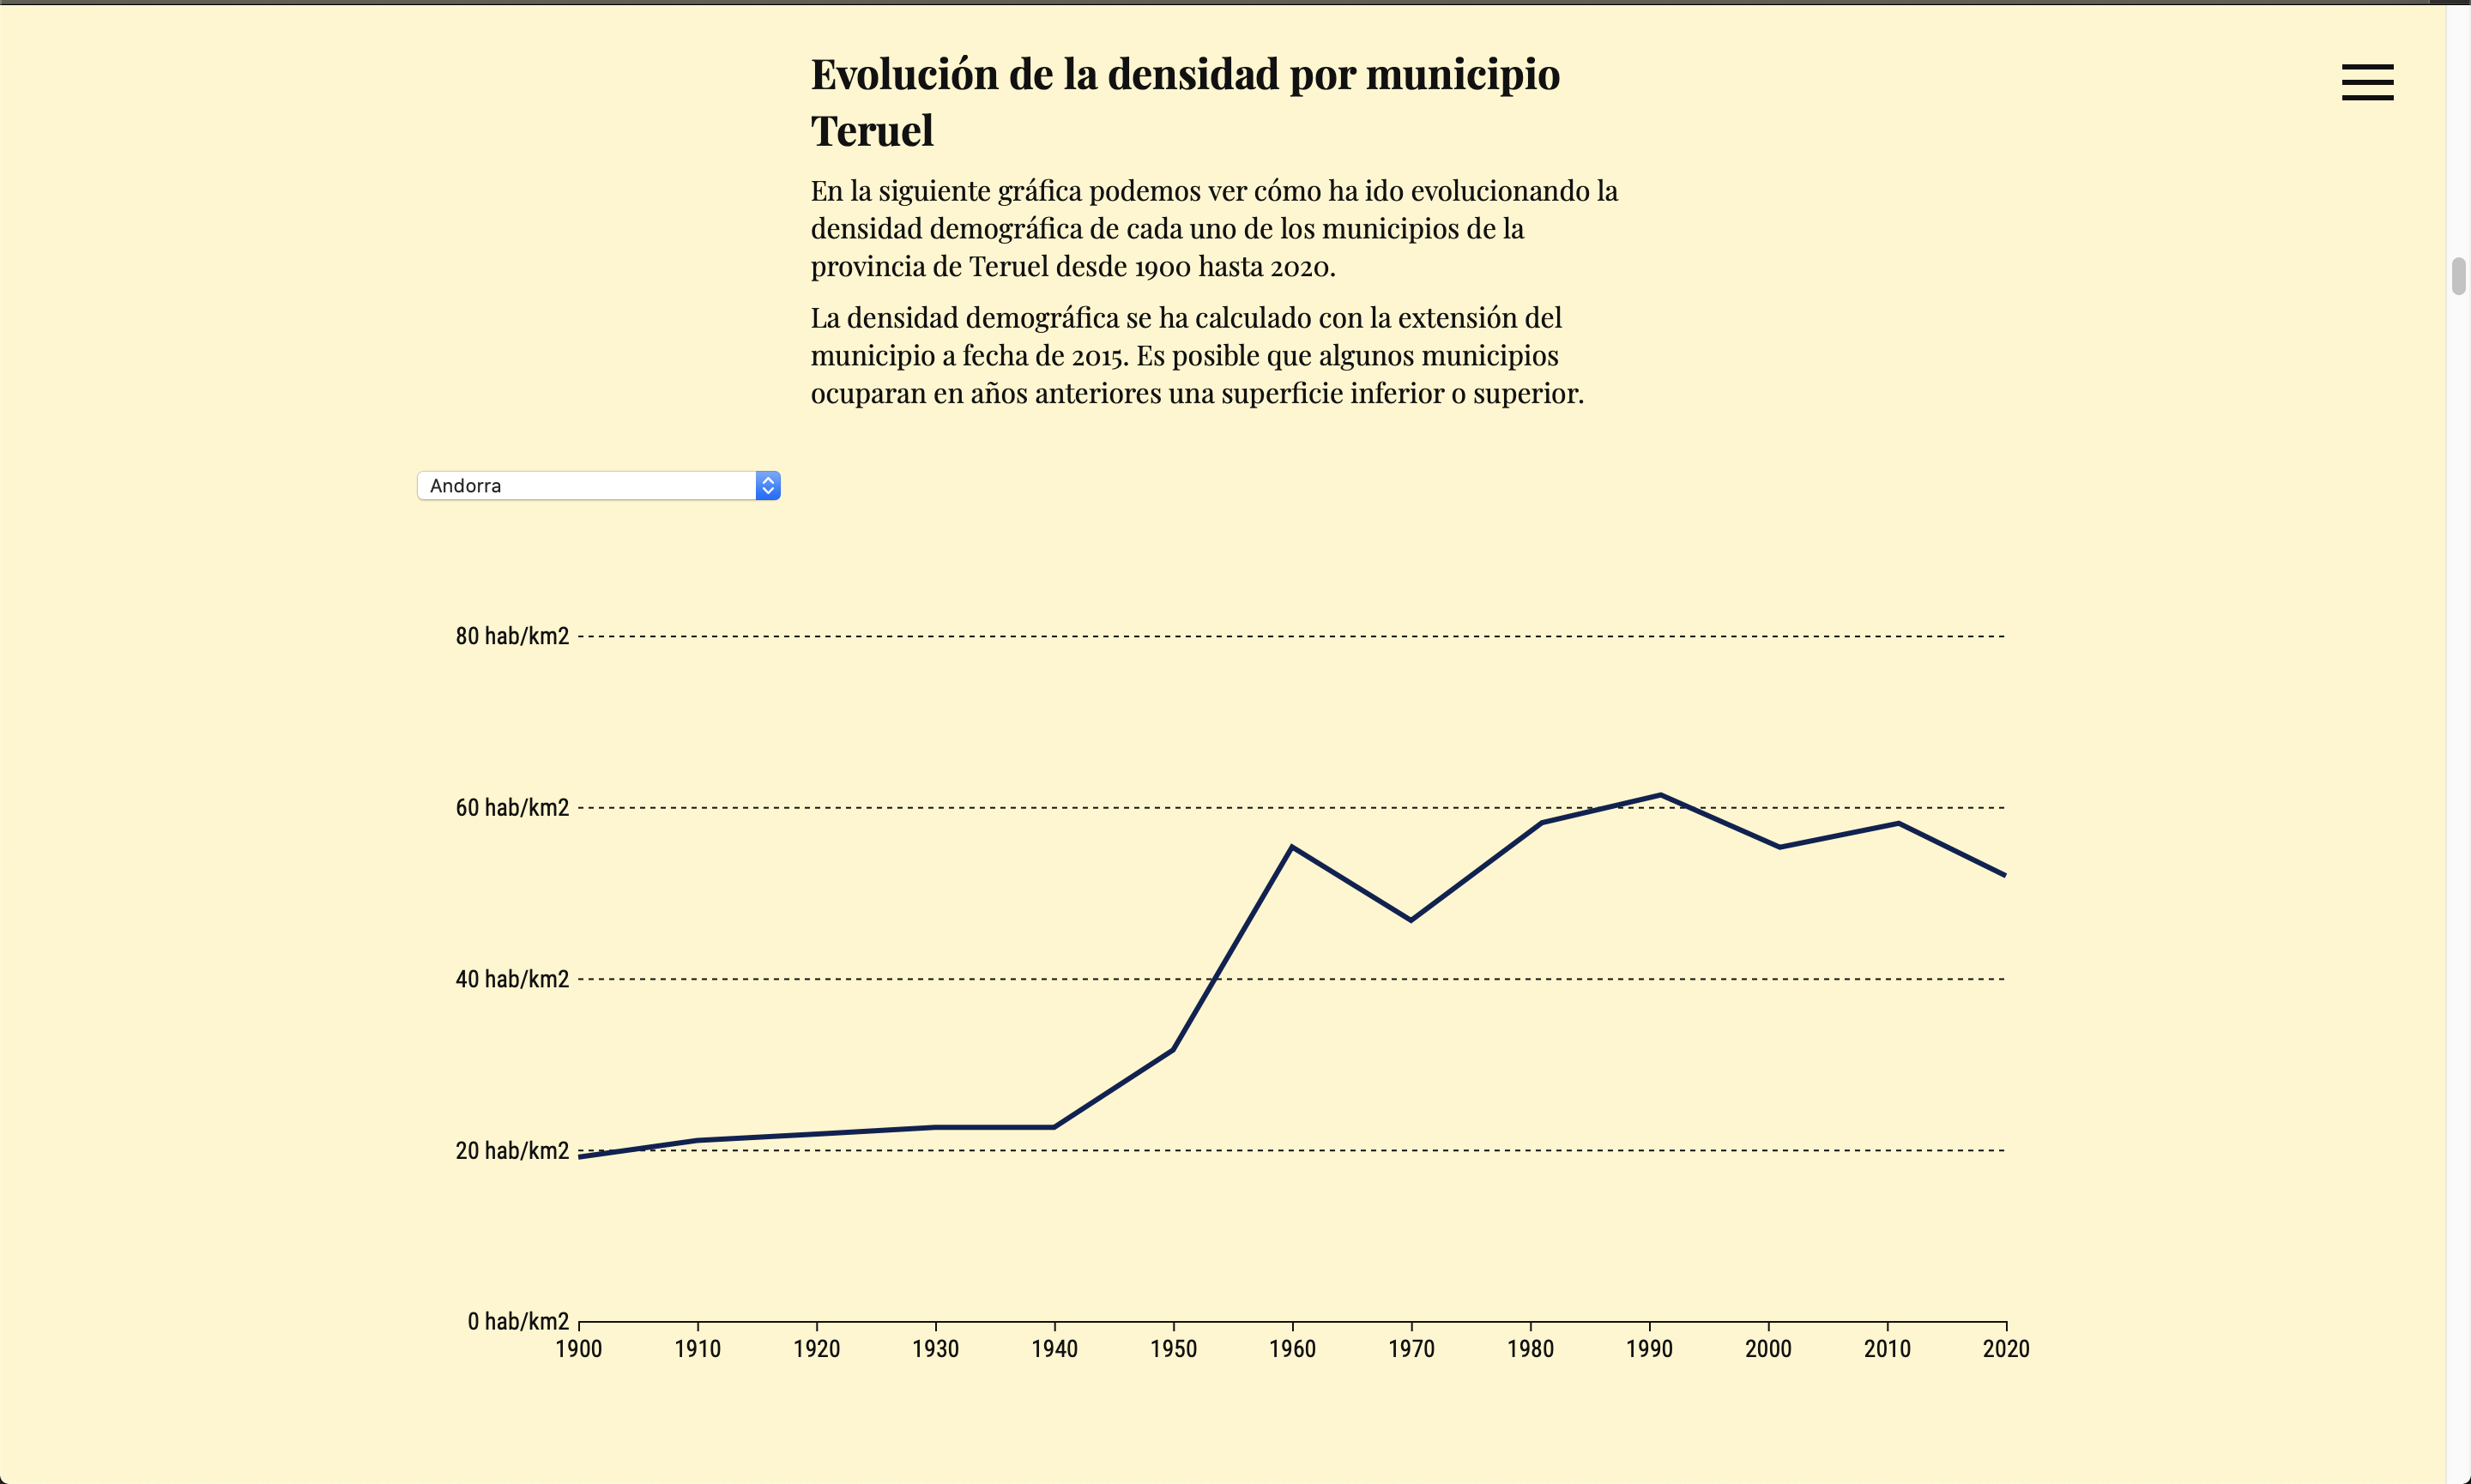 Evolución de la densidad por municipio
Teruel
En la siguiente gráfica podemos ver cómo ha ido evolucionando la
densidad demográfica de cada uno de los municipios de la
provincia de Teruel desde 1900 hasta 2020.
La densidad demográfica se ha calculado con la extensión del
municipio a fecha de 2015. Es posible que algunos municipios
ocuparan en años anteriores una superficie inferior o superior.
Andorra
80 hab/km2
60 hab/km2
40 hab/km2
20 hab/km2
0 hab/km2
1900 1910 1920 1930 1940 1950 1960 1970 1980 1990 2000 2010 2020